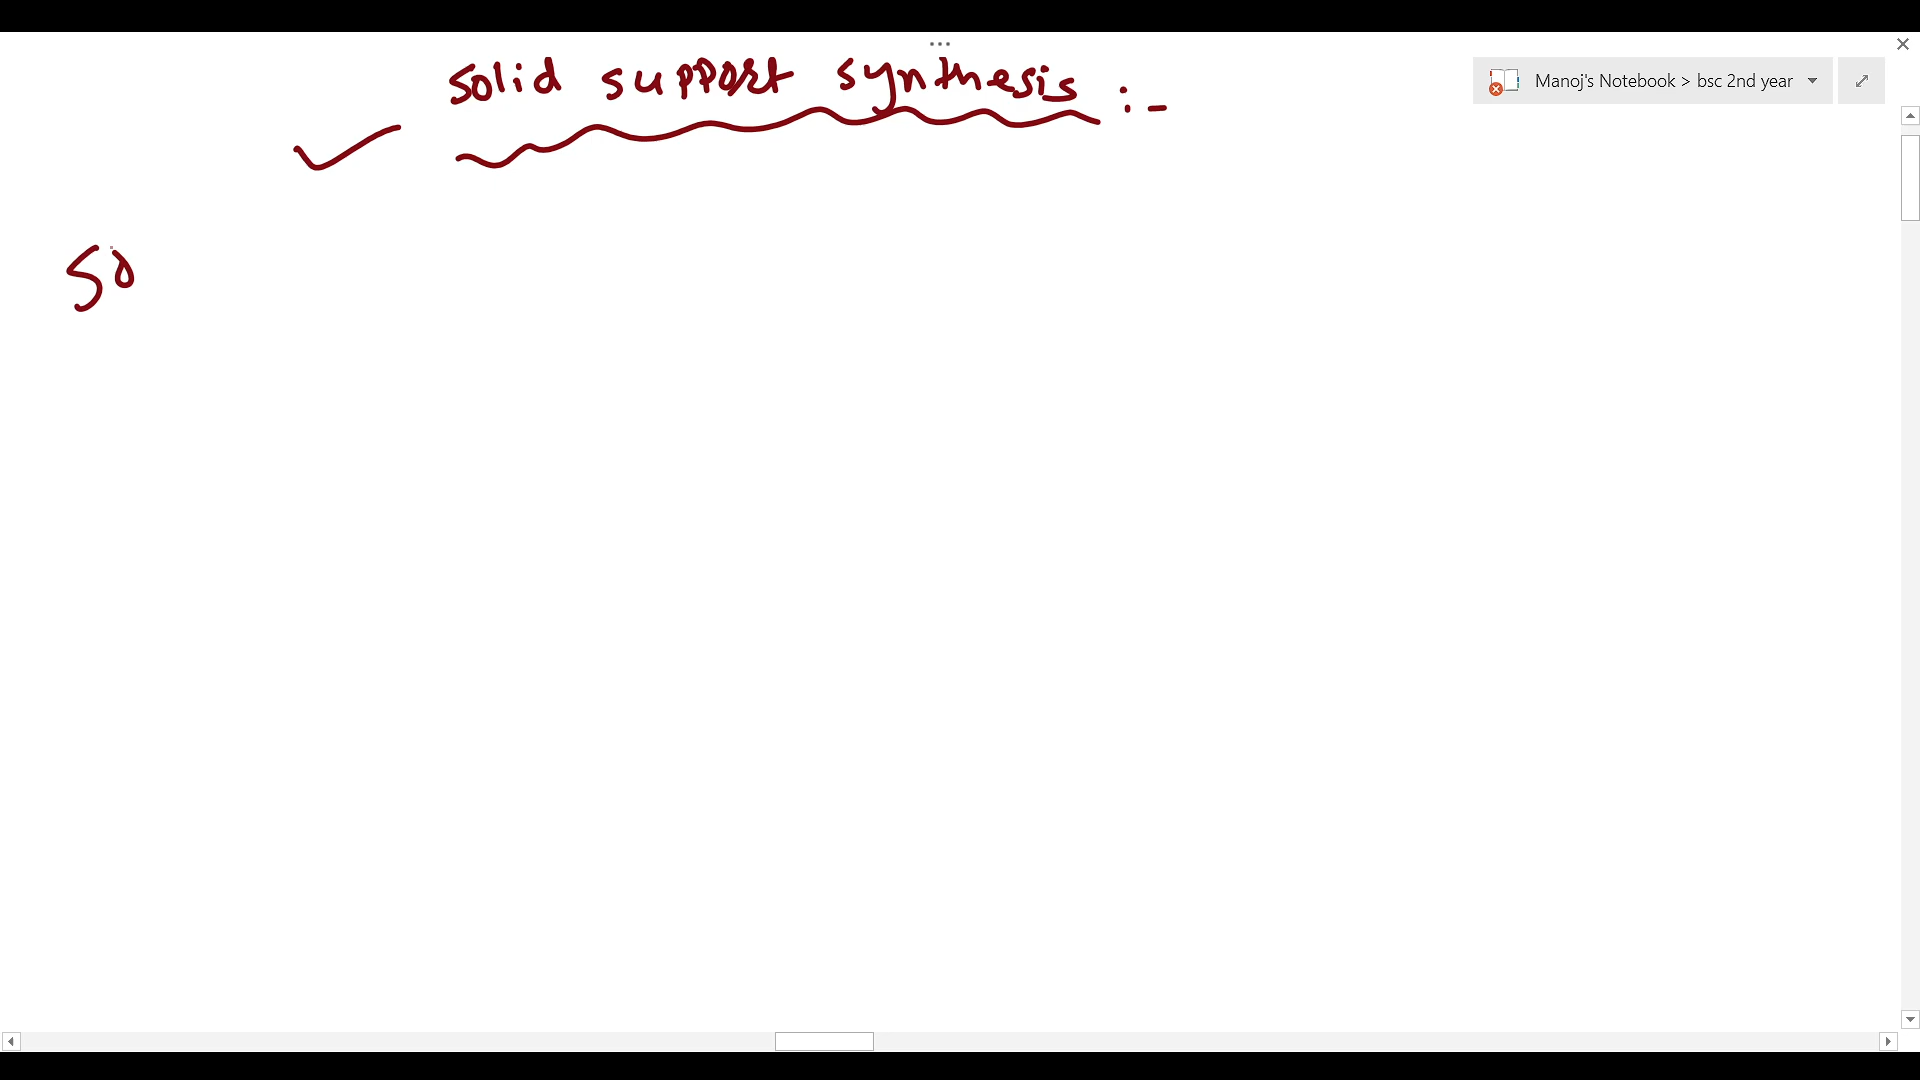 solid support synthesis :-
Manoj's Notebook > bsc 2nd year
so